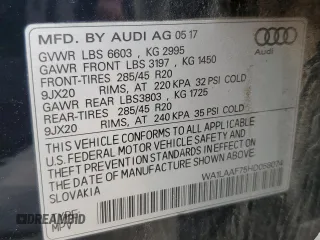 MFD. BY AUDI AG 05 17
GVWR LBS 6603 , KG 2995
GAWR FRONT LBS 3197 , KG 1450
FRONT-TIRES 285/45 R20
9JX20 RIMS, AT 220 KPA 32 PSI COLD
GAWR REAR LBS3803 , KG 1725
REAR-TIRES 285/45 R20
9JX20 RIMS, AT 240 KPA 35 PSI COLD
Audi
THIS VEHICLE CONFORMS TO ALL APPLICABLE
U.S. FEDERAL MOTOR VEHICLE SAFETY AND
THEFT PREVENTION STANDARDS IN EFFECT ON
THE DATE OF MANUFACTURE SHOWN ABOVE.
SLOVAKIA
MPV